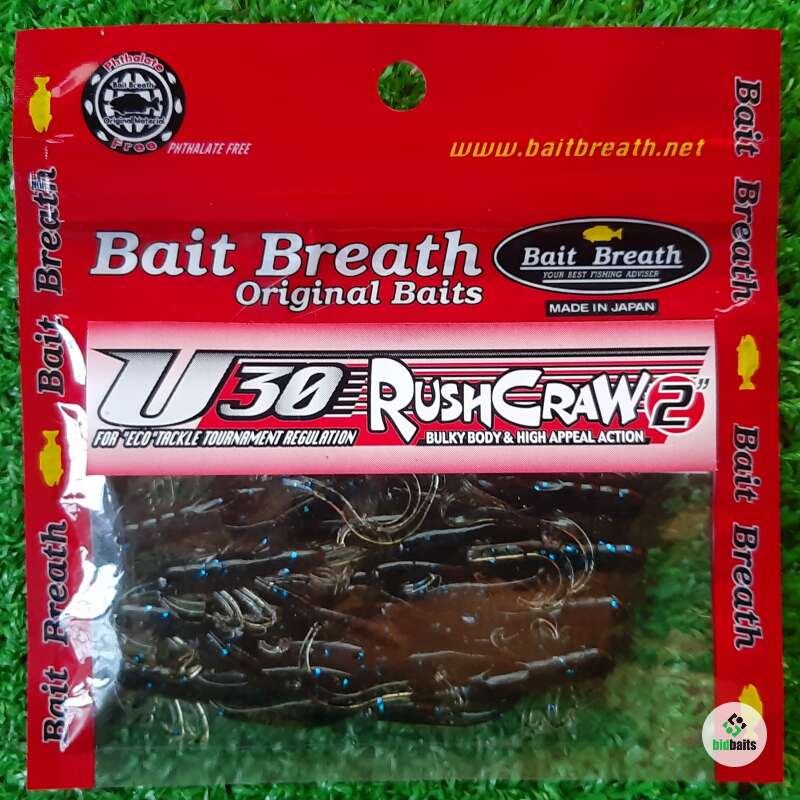 Phthalate
Bait Breath
Original Material
Free
PHTHALATE FREE
www.baitbreath.net
Bait Breath
Original Baits
Bait Breath
YOUR BEST FISHING ADVISER
MADE IN JAPAN
U30 RUSHCRAW 2"
FOR "ECO" TACKLE TOURNAMENT REGULATION
BULKY BODY & HIGH APPEAL ACTION
Bait Breath
Bait Breath
Bait Breath
Bait Breath
bidbaits